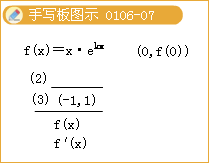 手写板图示 0106-07
f(x)=x·e^{kx} (0,f(0))
(2)
(3) (-1,1)
f(x)
f′(x)